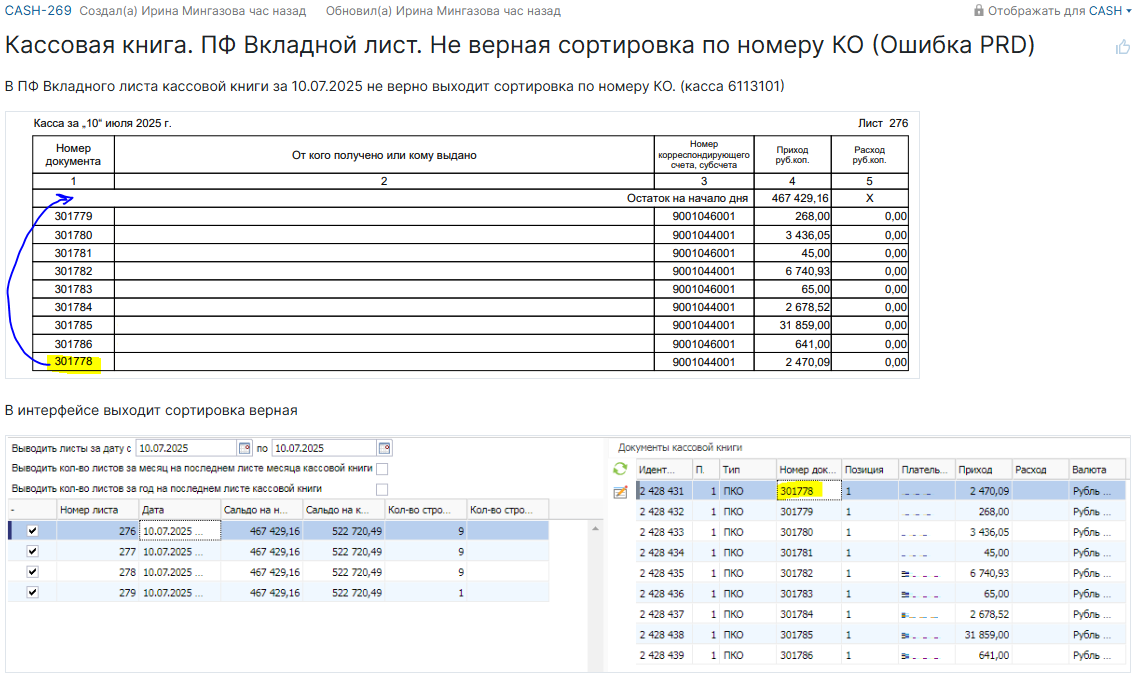 CASH-269 Создал(а) Ирина Мингазова час назад Обновил(а) Ирина Мингазова час назад Отображать для CASH
Кассовая книга. ПФ Вкладной лист. Не верная сортировка по номеру КО (Ошибка PRD)
В ПФ Вкладного листа кассовой книги за 10.07.2025 не верно выходит сортировка по номеру КО. (касса 6113101)
Касса за „10“ июля 2025 г. Лист 276
Номер документа От кого получено или кому выдано Номер корреспондирующего счета, субсчета Приход руб.коп. Расход руб.коп.
1 2 3 4 5
Остаток на начало дня 467 429,16 X
301779 9001046001 268,00 0,00
301780 9001044001 3 436,05 0,00
301781 9001046001 45,00 0,00
301782 9001044001 6 740,93 0,00
301783 9001046001 65,00 0,00
301784 9001044001 2 678,52 0,00
301785 9001044001 31 859,00 0,00
301786 9001044001 641,00 0,00
301778 9001044001 2 470,09 0,00
В интерфейсе выходит сортировка верная
Выводить листы за дату с 10.07.2025 по 10.07.2025
Выводить кол-во листов за месяц на последнем листе месяца кассовой книги
Выводить кол-во листов за год на последнем листе кассовой книги
- Номер листа Дата Сальдо на н... Сальдо на к... Кол-во стро... Кол-во стро...
276 10.07.2025 ... 467 429,16 522 720,49 9
277 10.07.2025 ... 467 429,16 522 720,49 9
278 10.07.2025 ... 467 429,16 522 720,49 9
279 10.07.2025 ... 467 429,16 522 720,49 1
Документы кассовой книги
Идент... П. Тип Номер док... Позиция Платель... Приход Расход Валюта
2 428 431 1 ПКО 301778 1 2 470,09 Рубль ...
2 428 432 1 ПКО 301779 1 268,00 Рубль ...
2 428 433 1 ПКО 301780 1 3 436,05 Рубль ...
2 428 434 1 ПКО 301781 1 45,00 Рубль ...
2 428 435 1 ПКО 301782 1 6 740,93 Рубль ...
2 428 436 1 ПКО 301783 1 65,00 Рубль ...
2 428 437 1 ПКО 301784 1 2 678,52 Рубль ...
2 428 438 1 ПКО 301785 1 31 859,00 Рубль ...
2 428 439 1 ПКО 301786 1 641,00 Рубль ...